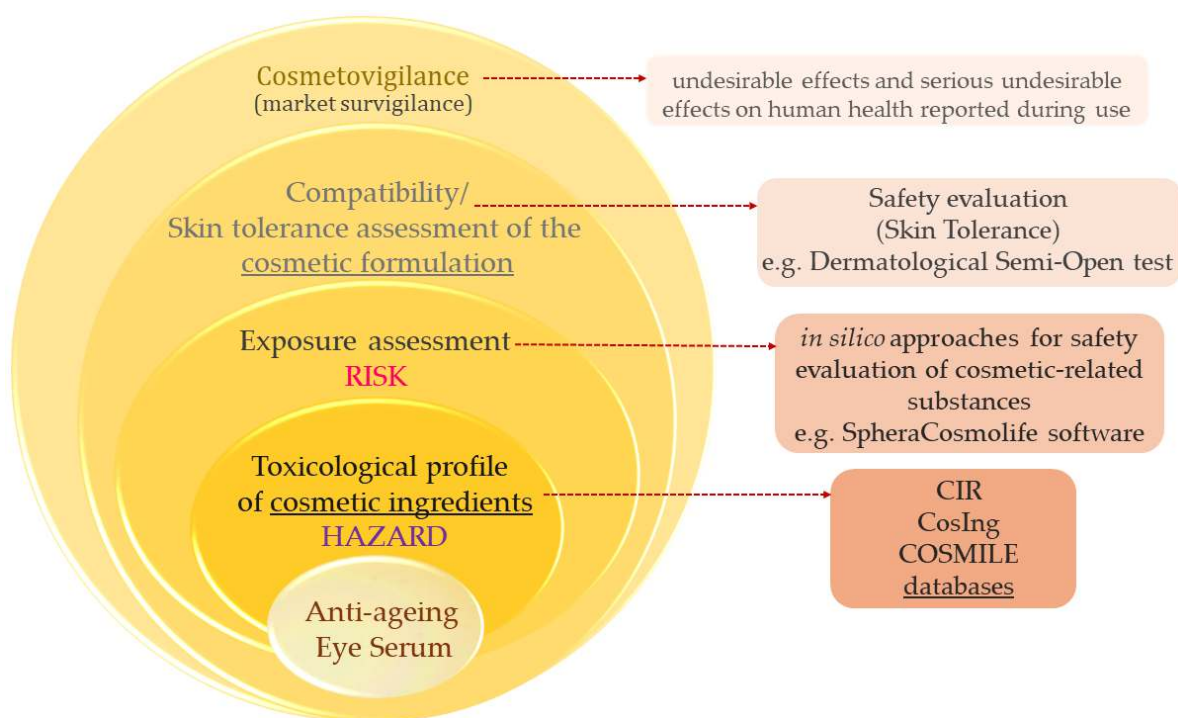 Cosmetovigilance
(market survigilance)
undesirable effects and serious undesirable
effects on human health reported during use
Compatibility/
Skin tolerance assessment of the
cosmetic formulation
Safety evaluation
(Skin Tolerance)
e.g. Dermatological Semi-Open test
Exposure assessment
RISK
in silico approaches for safety
evaluation of cosmetic-related
substances
e.g. SpheraCosmolife software
Toxicological profile
of cosmetic ingredients
HAZARD
CIR
CosIng
COSMILE
databases
Anti-ageing
Eye Serum